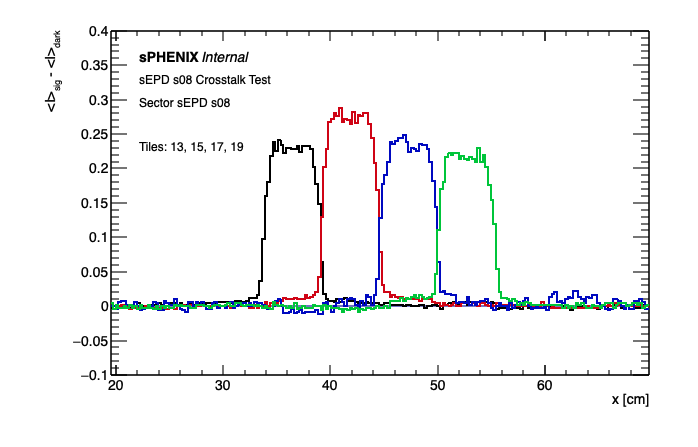 <I>sig - <I>dark
0.4
0.35
0.3
0.25
0.2
0.15
0.1
0.05
0
−0.05
−0.1
sPHENIX Internal
sEPD s08 Crosstalk Test
Sector sEPD s08
Tiles: 13, 15, 17, 19
20 30 40 50 60
x [cm]